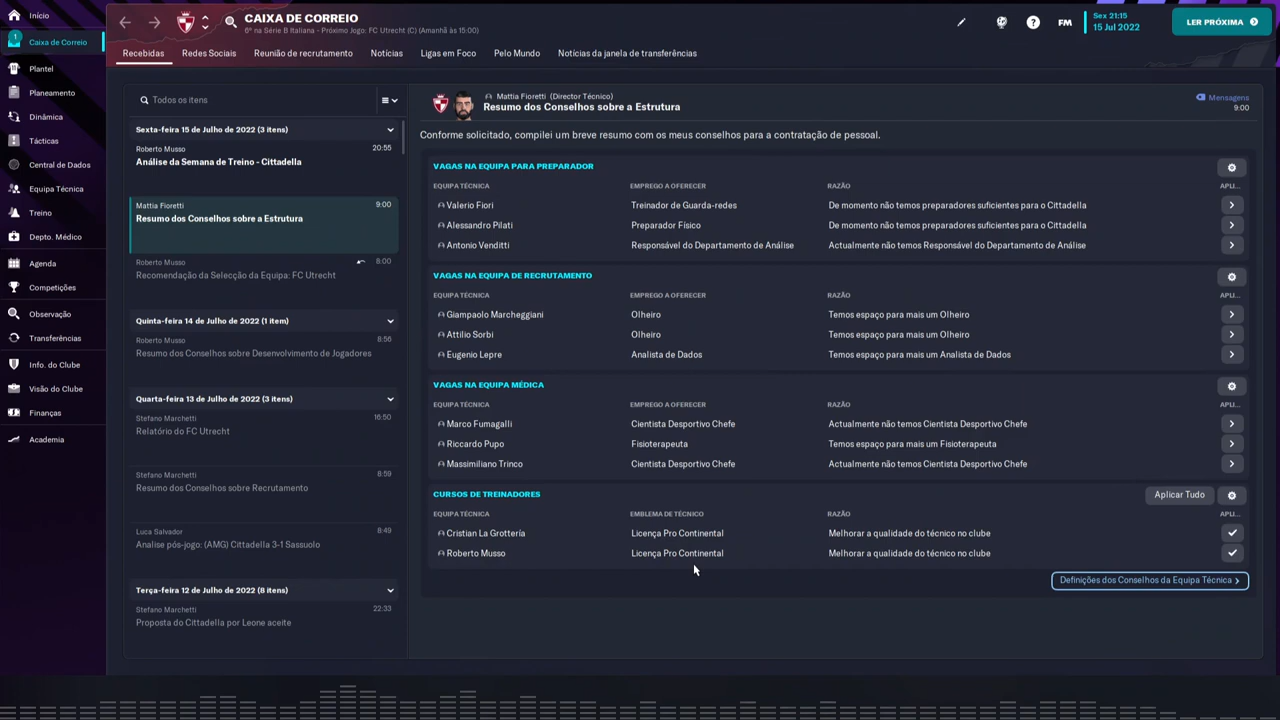 Início
1
Caixa de Correio
Plantel
Planeamento
Dinâmica
Tácticas
Central de Dados
Equipa Técnica
Treino
Depto. Médico
Agenda
Competições
Observação
Transferências
Info. do Clube
Visão do Clube
Finanças
Academia
CAIXA DE CORREIO
6º na Série B Italiana - Próximo Jogo: FC Utrecht (C) (Amanhã às 15:00)
?
FM
Sex 21:15
15 Jul 2022
LER PRÓXIMA
Recebidas
Redes Sociais
Reunião de recrutamento
Notícias
Ligas em Foco
Pelo Mundo
Notícias da janela de transferências
Todos os itens
Sexta-feira 15 de Julho de 2022 (3 itens)
Roberto Musso 20:55
Análise da Semana de Treino - Cittadella
Mattia Fioretti 9:00
Resumo dos Conselhos sobre a Estrutura
Roberto Musso 8:00
Recomendação da Selecção da Equipa: FC Utrecht
Quinta-feira 14 de Julho de 2022 (1 item)
Roberto Musso 8:56
Resumo dos Conselhos sobre Desenvolvimento de Jogadores
Quarta-feira 13 de Julho de 2022 (3 itens)
Stefano Marchetti 16:50
Relatório do FC Utrecht
Stefano Marchetti 8:59
Resumo dos Conselhos sobre Recrutamento
Luca Salvador 8:49
Analise pós-jogo: (AMG) Cittadella 3-1 Sassuolo
Terça-feira 12 de Julho de 2022 (8 itens)
Stefano Marchetti 22:33
Proposta do Cittadella por Leone aceite
Mattia Fioretti (Director Técnico)
Resumo dos Conselhos sobre a Estrutura
Mensagens
9:00
Conforme solicitado, compilei um breve resumo com os meus conselhos para a contratação de pessoal.
VAGAS NA EQUIPA PARA PREPARADOR
EQUIPA TÉCNICA EMPREGO A OFERECER RAZÃO APLI...
Valerio Fiori Treinador de Guarda-redes De momento não temos preparadores suficientes para o Cittadella
Alessandro Pilati Preparador Físico De momento não temos preparadores suficientes para o Cittadella
Antonio Venditti Responsável do Departamento de Análise Actualmente não temos Responsável do Departamento de Análise
VAGAS NA EQUIPA DE RECRUTAMENTO
EQUIPA TÉCNICA EMPREGO A OFERECER RAZÃO APLI...
Giampaolo Marcheggiani Olheiro Temos espaço para mais um Olheiro
Attilio Sorbi Olheiro Temos espaço para mais um Olheiro
Eugenio Lepre Analista de Dados Temos espaço para mais um Analista de Dados
VAGAS NA EQUIPA MÉDICA
EQUIPA TÉCNICA EMPREGO A OFERECER RAZÃO APLI...
Marco Fumagalli Cientista Desportivo Chefe Actualmente não temos Cientista Desportivo Chefe
Riccardo Pupo Fisioterapeuta Temos espaço para mais um Fisioterapeuta
Massimiliano Trinco Cientista Desportivo Chefe Actualmente não temos Cientista Desportivo Chefe
CURSOS DE TREINADORES Aplicar Tudo
EQUIPA TÉCNICA EMBLEMA DE TÉCNICO RAZÃO APLI...
Cristian La Grottería Licença Pro Continental Melhorar a qualidade do técnico no clube
Roberto Musso Licença Pro Continental Melhorar a qualidade do técnico no clube
Definições dos Conselhos da Equipa Técnica